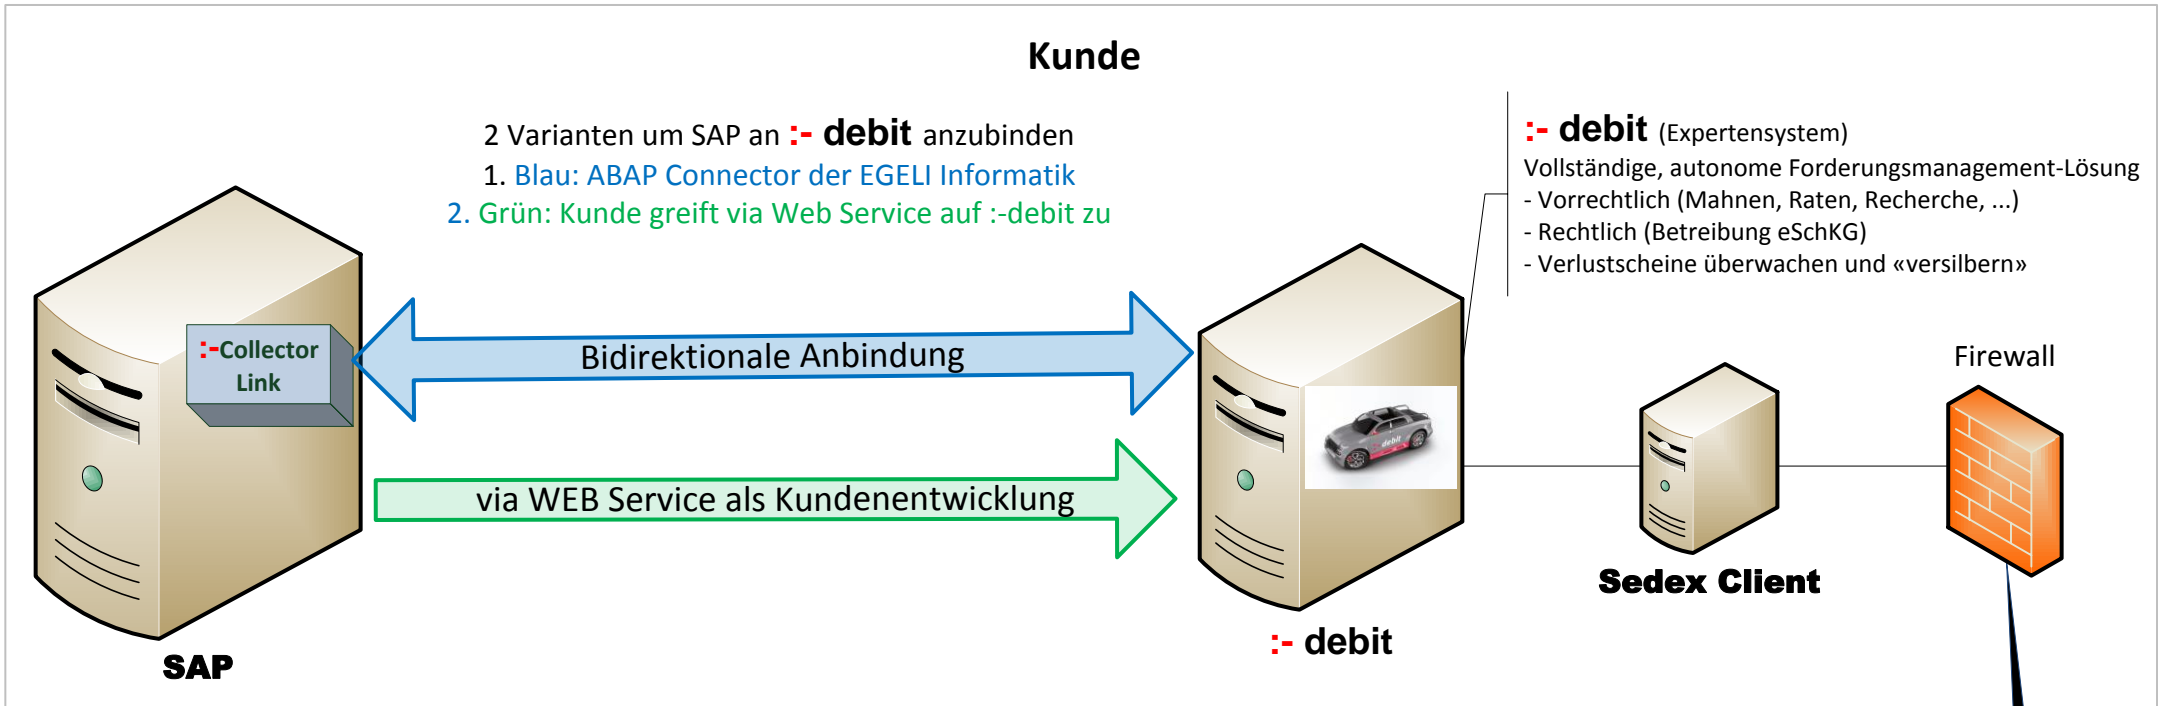 Kunde
2 Varianten um SAP an :- debit anzubinden
1. Blau: ABAP Connector der EGELI Informatik
2. Grün: Kunde greift via Web Service auf :-debit zu
:- debit (Expertensystem)
Vollständige, autonome Forderungsmanagement-Lösung
- Vorrechtlich (Mahnen, Raten, Recherche, ...)
- Rechtlich (Betreibung eSchKG)
- Verlustscheine überwachen und «versilbern»
:-Collector
Link
Bidirektionale Anbindung
Firewall
debit
via WEB Service als Kundenentwicklung
Sedex Client
:- debit
SAP